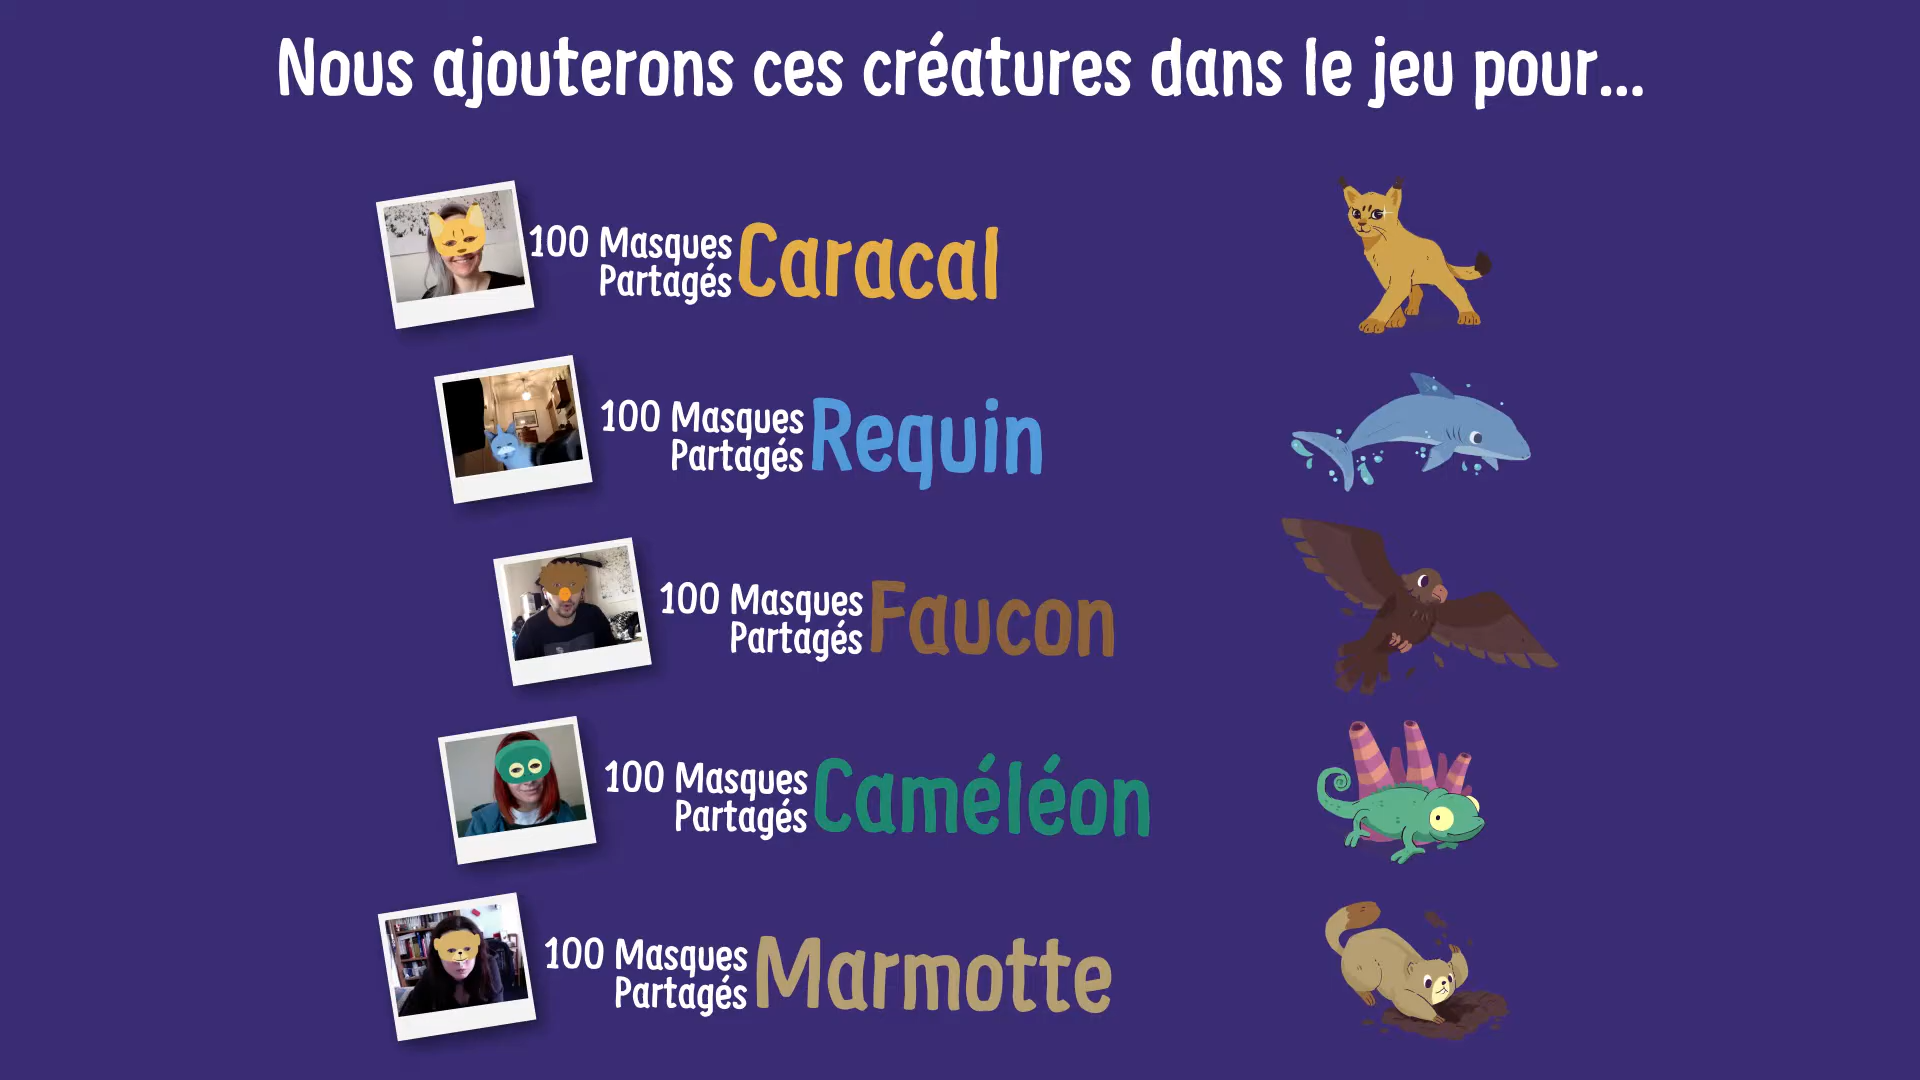 Nous ajouterons ces créatures dans le jeu pour...
100 Masques
Partagés
Caracal
100 Masques
Partagés
Requin
100 Masques
Partagés
Faucon
100 Masques
Partagés
Caméléon
100 Masques
Partagés
Marmotte